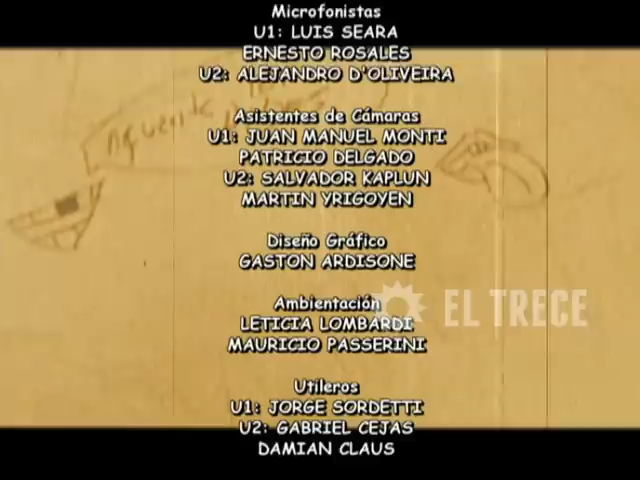 Microfonistas
U1: LUIS SEARA
ERNESTO ROSALES
U2: ALEJANDRO D'OLIVEIRA
Asistentes de Cámaras
U1: JUAN MANUEL MONTI
PATRICIO DELGADO
U2: SALVADOR KAPLUN
MARTIN YRIGOYEN
Diseño Gráfico
GASTON ARDISONE
Ambientación
EL TRECE
LETICIA LOMBARDI
MAURICIO PASSERINI
Utileros
U1: JORGE SORDETTI
U2: GABRIEL CEJAS
DAMIAN CLAUS